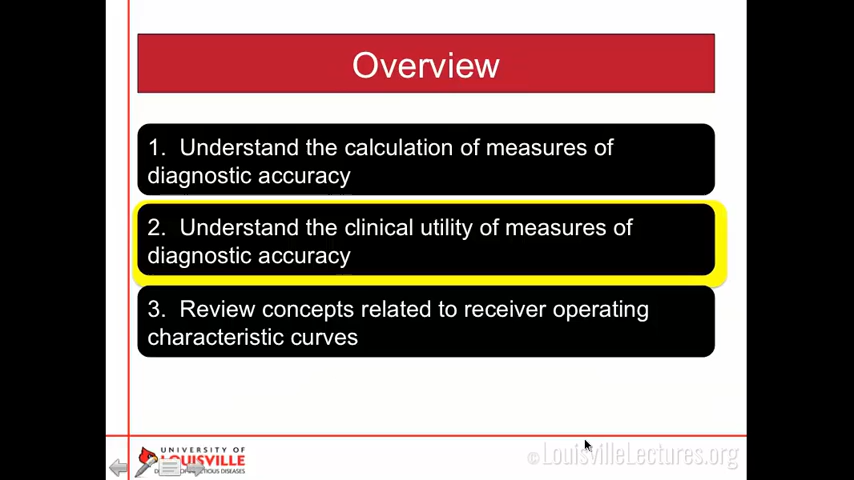 Overview
1. Understand the calculation of measures of
diagnostic accuracy
2. Understand the clinical utility of measures of
diagnostic accuracy
3. Review concepts related to receiver operating
characteristic curves
UNIVERSITY OF
LOUISVILLE
©LouisvilleLectures.org